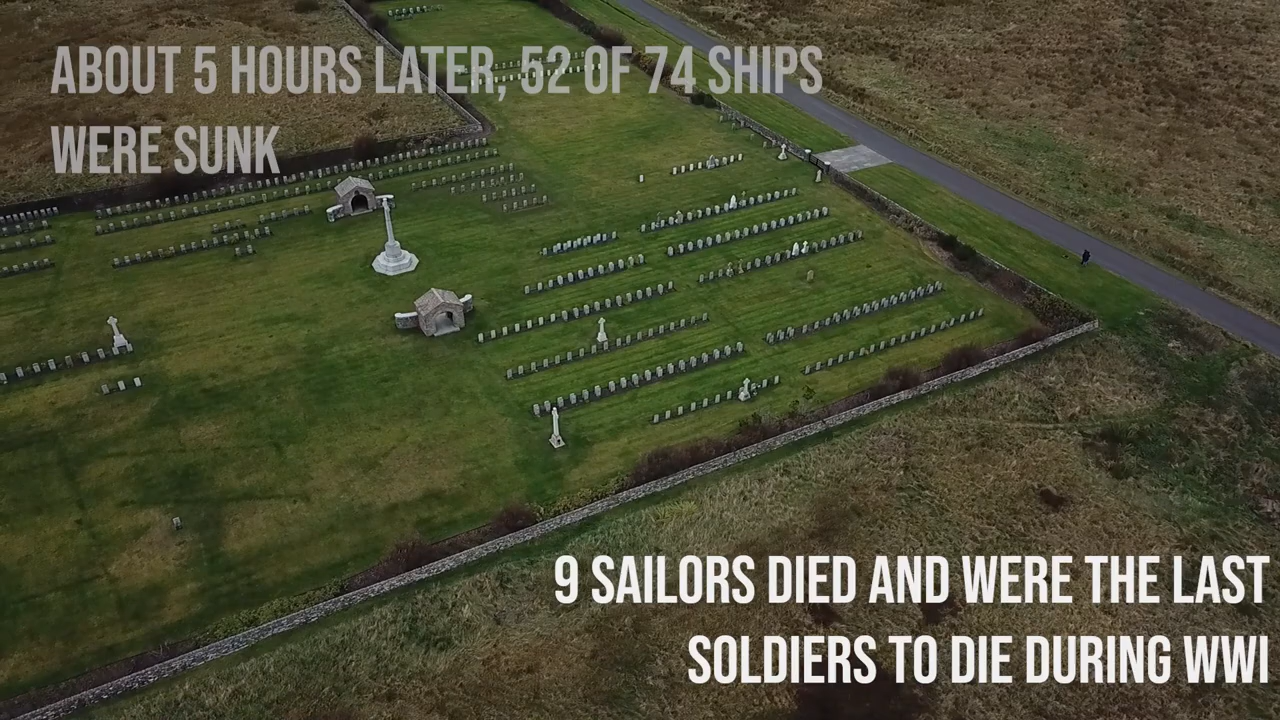 ABOUT 5 HOURS LATER, 52 OF 74 SHIPS
WERE SUNK
9 SAILORS DIED AND WERE THE LAST
SOLDIERS TO DIE DURING WWI